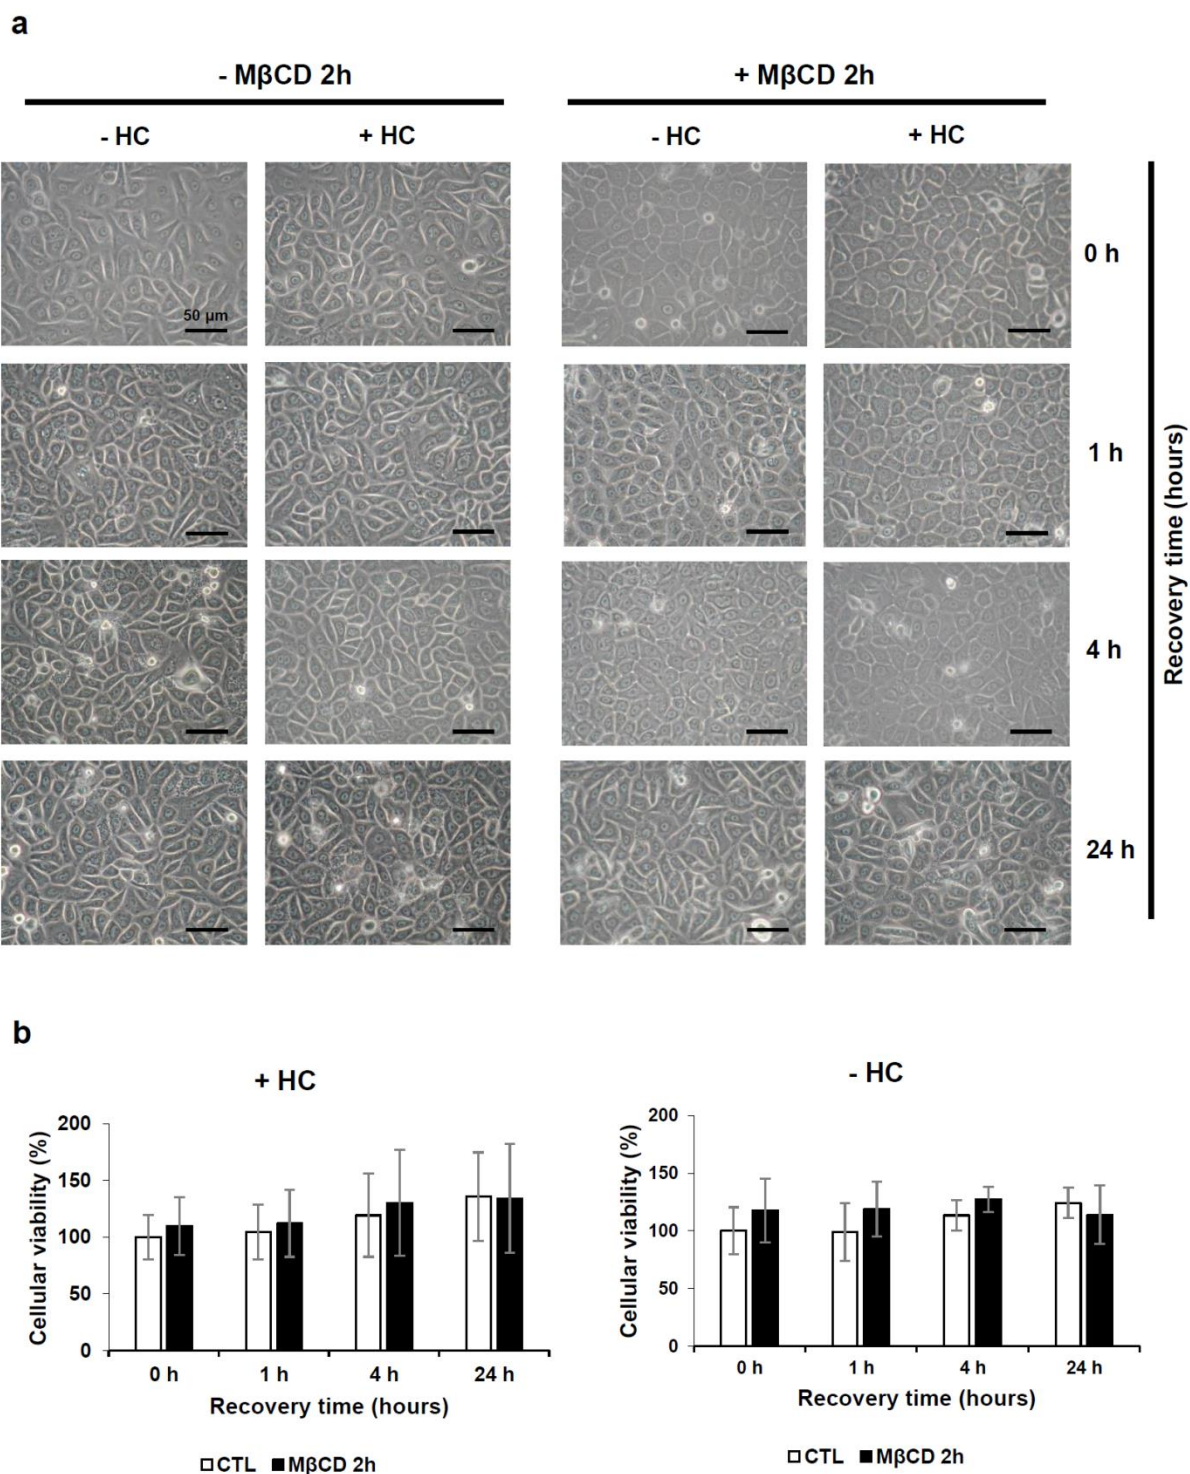 a
- MβCD 2h
+ MβCD 2h
- HC
+ HC
- HC
+ HC
50 µm
0 h
1 h
4 h
24 h
Recovery time (hours)
b
+ HC
Cellular viability (%)
200
150
100
50
0
0 h 1 h 4 h 24 h
Recovery time (hours)
CTL MβCD 2h
- HC
Cellular viability (%)
200
150
100
50
0
0 h 1 h 4 h 24 h
Recovery time (hours)
CTL MβCD 2h